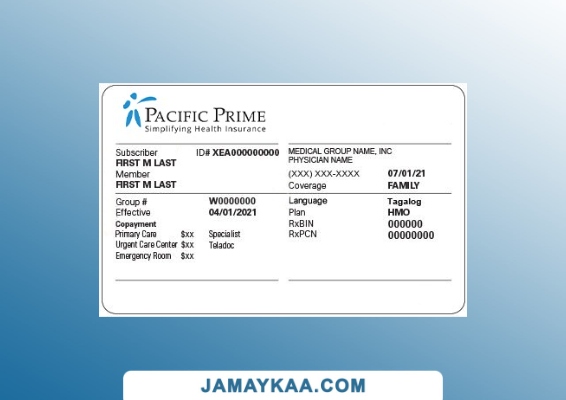 PACIFIC PRIME
Simplifying Health Insurance
Subscriber ID# XEA000000000
FIRST M LAST
Member
FIRST M LAST
MEDICAL GROUP NAME, INC
PHYSICIAN NAME
(XXX) XXX-XXXX 07/01/21
Coverage FAMILY
Group # W0000000
Effective 04/01/2021
Copayment
Primary Care $xx Specialist
Urgent Care Center $xx Teladoc
Emergency Room $xx
Language Tagalog
Plan HMO
RxBIN 000000
RxPCN 00000000
JAMAYKAA.COM